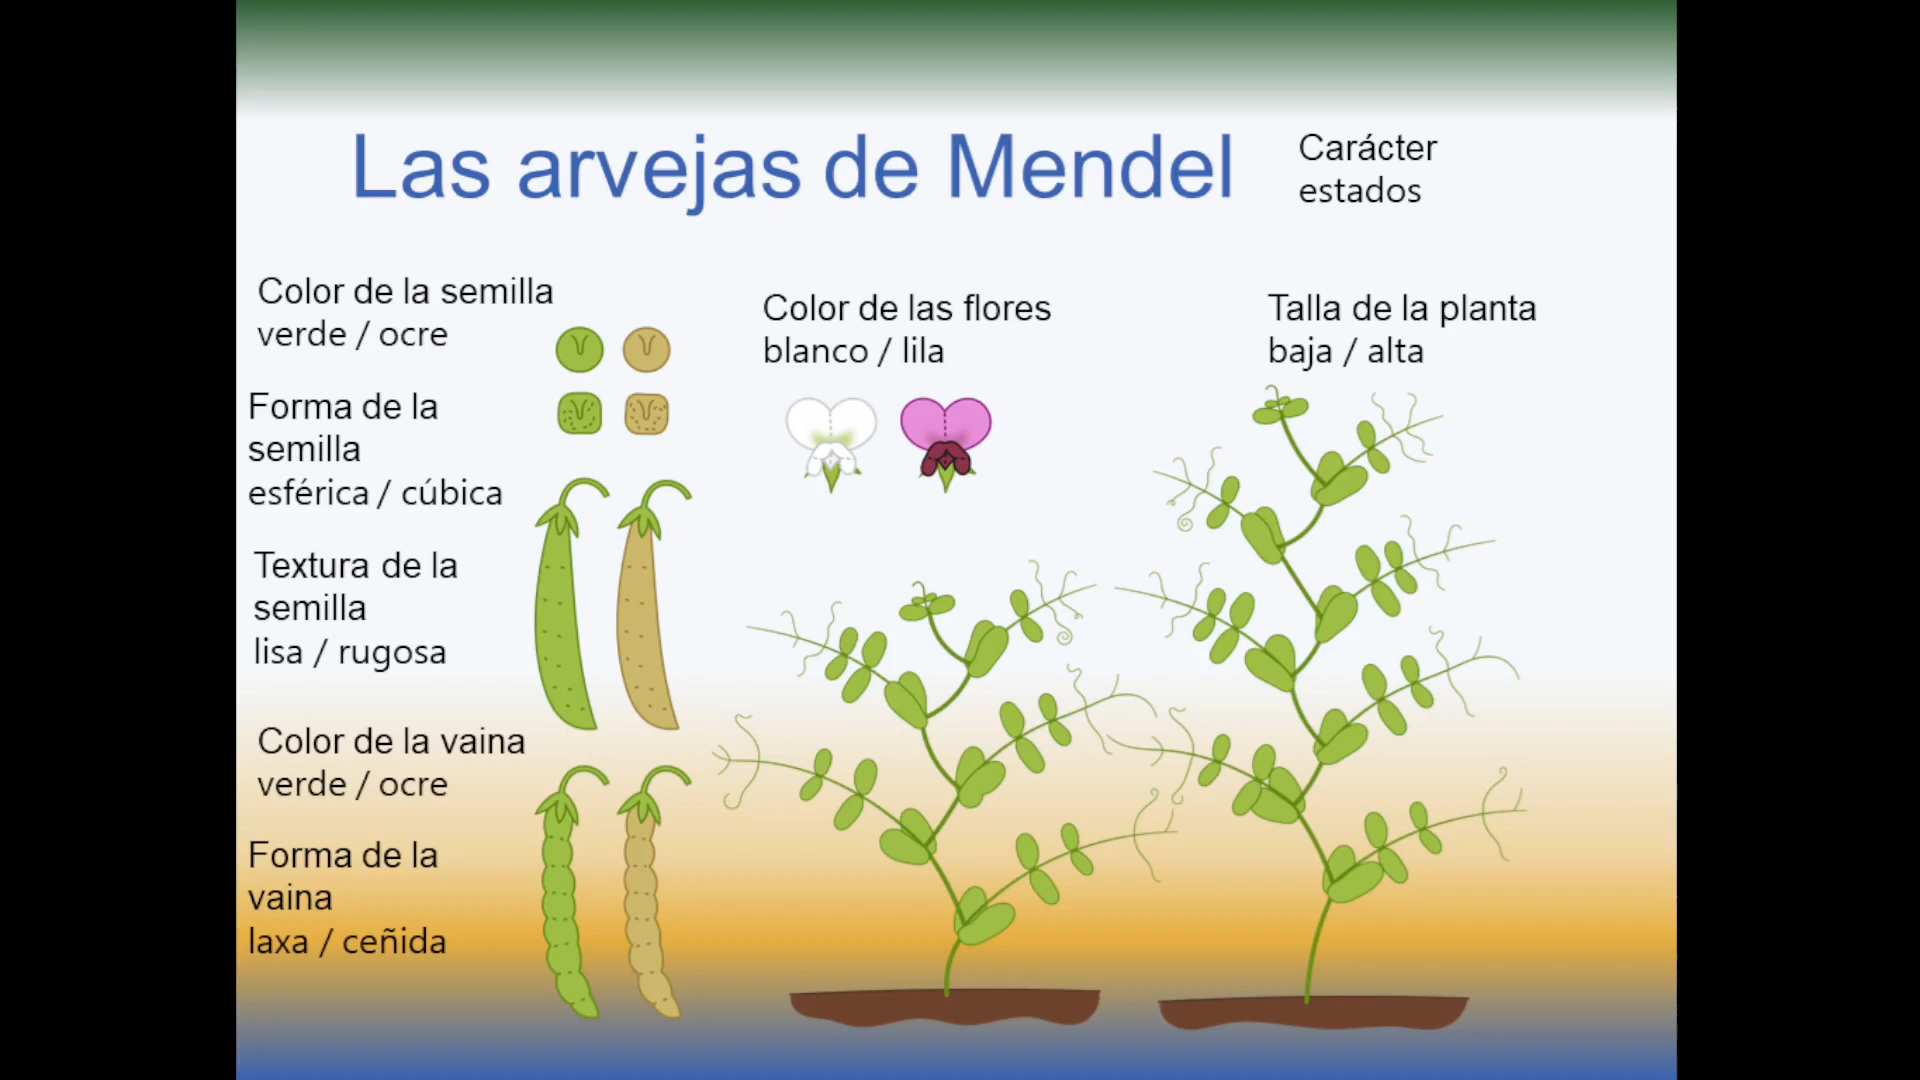 Las arvejas de Mendel
Carácter
estados
Color de la semilla
verde / ocre
Forma de la
semilla
esférica / cúbica
Textura de la
semilla
lisa / rugosa
Color de la vaina
verde / ocre
Forma de la
vaina
laxa / ceñida
Color de las flores
blanco / lila
Talla de la planta
baja / alta